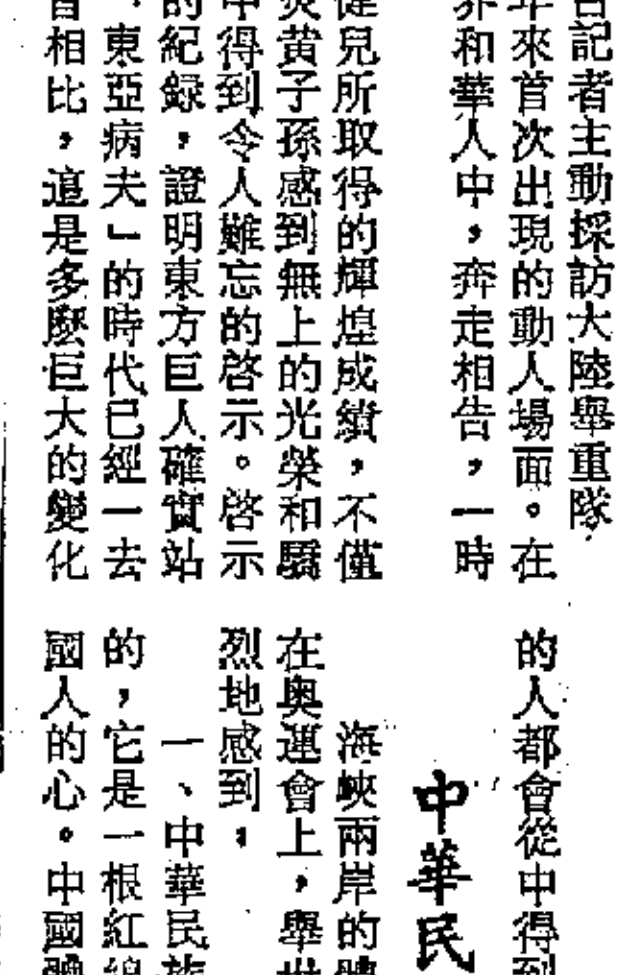 記者主動採訪大陸舉重隊
年來首次出現的動人場面。在
界和華人中，奔走相告，一時
健兒所取得的輝煌成績，不僅
炎黄子孫感到無上的光榮和驕
中得到令人難忘的啓示。啓示
的紀録，證明東方巨人確實站
、東亞病夫」的時代已經一去
相比，這是多麽巨大的變化
的人都會從中得到
中華民
海峽兩岸的體
在奥運會上，舉世
烈地感到，
一、中華民族
的，它是一根紅線
國人的心。中國